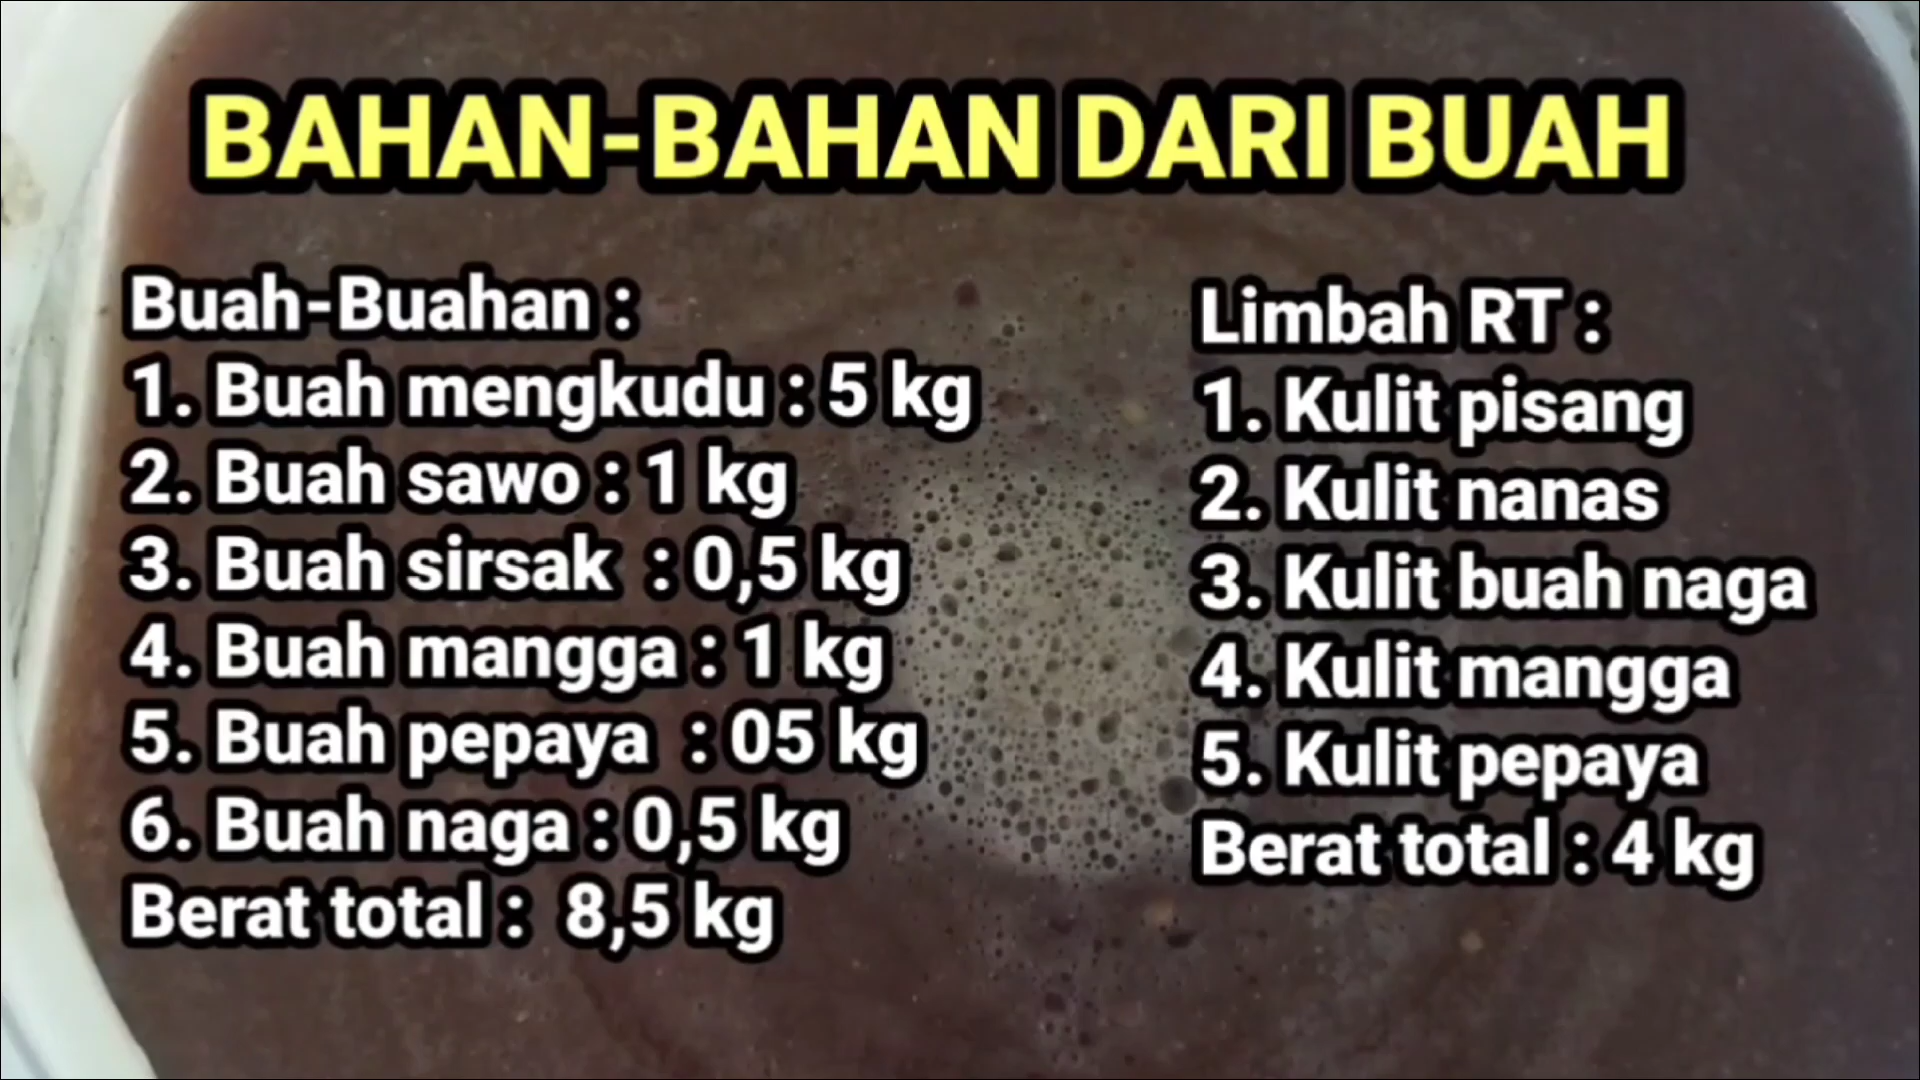 BAHAN-BAHAN DARI BUAH
Buah-Buahan :
1. Buah mengkudu : 5 kg
2. Buah sawo : 1 kg
3. Buah sirsak : 0,5 kg
4. Buah mangga : 1 kg
5. Buah pepaya : 05 kg
6. Buah naga : 0,5 kg
Berat total : 8,5 kg
Limbah RT :
1. Kulit pisang
2. Kulit nanas
3. Kulit buah naga
4. Kulit mangga
5. Kulit pepaya
Berat total : 4 kg